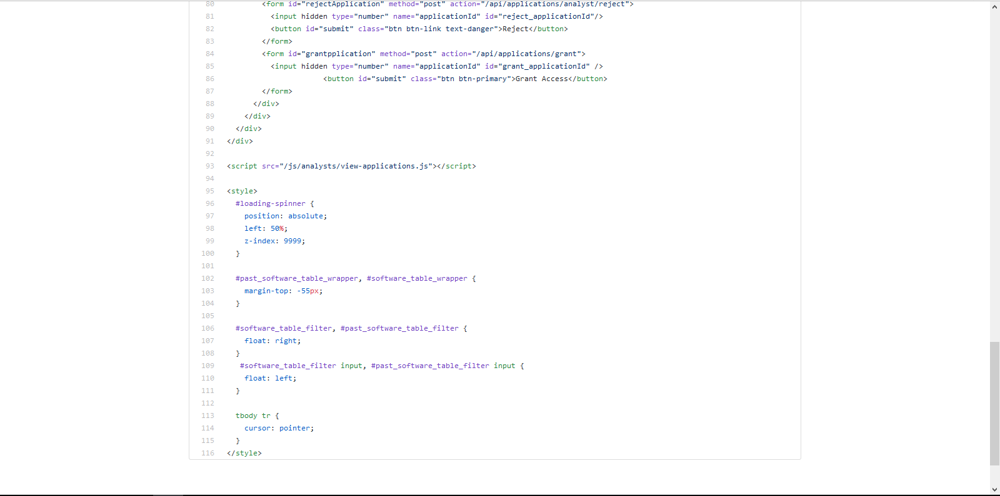 80 <form id="rejectApplication" method="post" action="/api/applications/analyst/reject">
81 <input hidden type="number" name="applicationId" id="reject_applicationId"/>
82 <button id="submit" class="btn btn-link text-danger">Reject</button>
83 </form>
84 <form id="grantpplication" method="post" action="/api/applications/grant">
85 <input hidden type="number" name="applicationId" id="grant_applicationId" />
86 <button id="submit" class="btn btn-primary">Grant Access</button>
87 </form>
88 </div>
89 </div>
90 </div>
91 </div>
92
93 <script src="/js/analysts/view-applications.js"></script>
94
95 <style>
96 #loading-spinner {
97 position: absolute;
98 left: 50%;
99 z-index: 9999;
100 }
101
102 #past_software_table_wrapper, #software_table_wrapper {
103 margin-top: -55px;
104 }
105
106 #software_table_filter, #past_software_table_filter {
107 float: right;
108 }
109 #software_table_filter input, #past_software_table_filter input {
110 float: left;
111 }
112
113 tbody tr {
114 cursor: pointer;
115 }
116 </style>